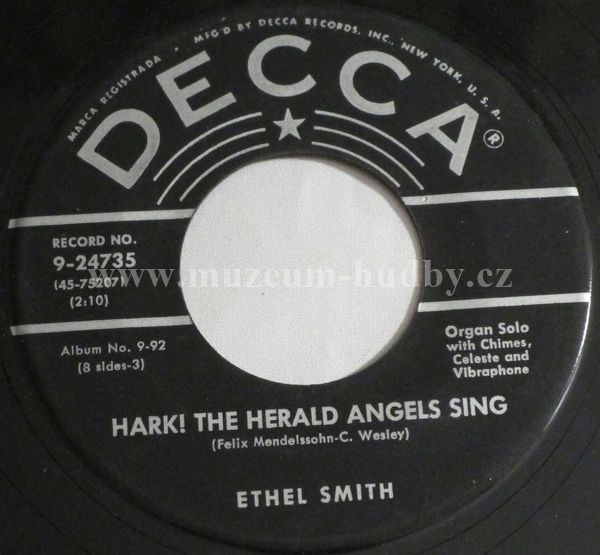 MARCA REGISTRADA • MFG'D BY DECCA RECORDS, INC., NEW YORK, U. S. A.
DECCA®
RECORD NO.
9-24735
(45-75207)
(2:10)
www.muzeum-hudby.cz
Album No. 9-92
(8 sides-3)
Organ Solo
with Chimes,
Celeste and
Vibraphone
HARK! THE HERALD ANGELS SING
(Felix Mendelssohn-C. Wesley)
ETHEL SMITH